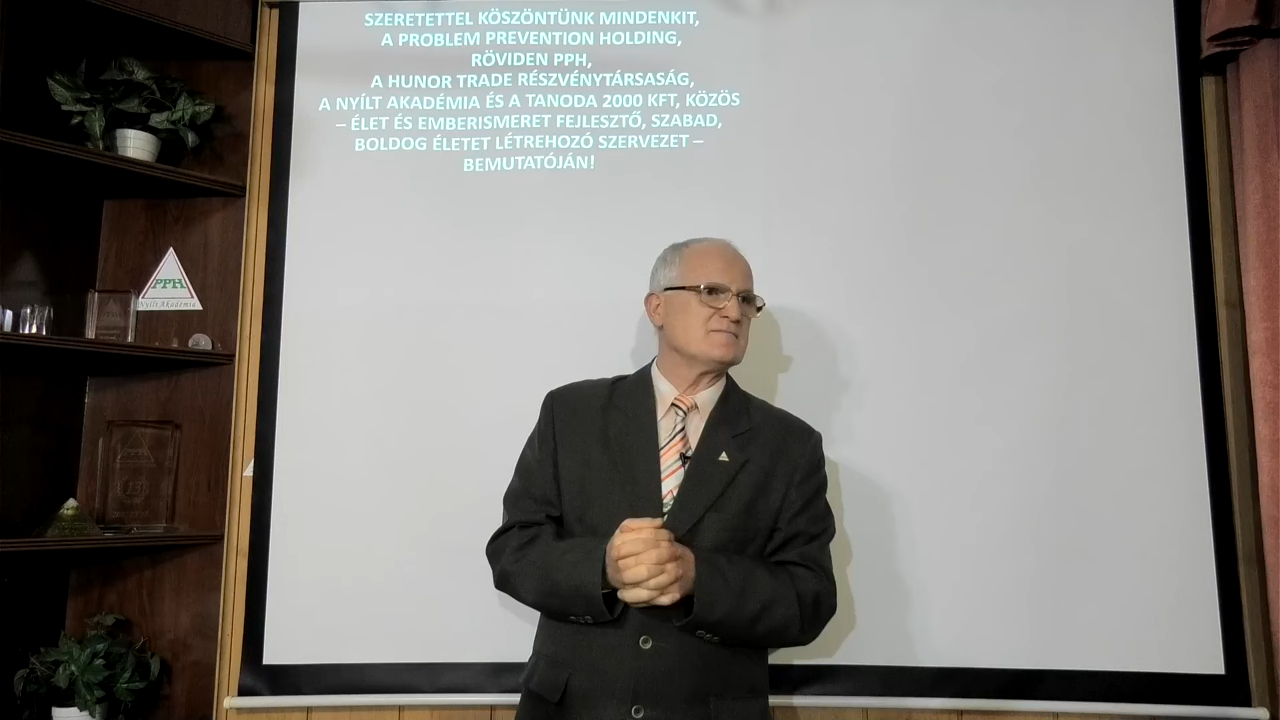 SZERETETTEL KÖSZÖNTÜNK MINDENKIT,
A PROBLEM PREVENTION HOLDING,
RÖVIDEN PPH,
A HUNOR TRADE RÉSZVÉNYTÁRSASÁG,
A NYÍLT AKADÉMIA ÉS A TANODA 2000 KFT, KÖZÖS
– ÉLET ÉS EMBERISMERET FEJLESZTŐ, SZABAD,
BOLDOG ÉLETET LÉTREHOZÓ SZERVEZET –
BEMUTATÓJÁN!
PPH
Nyílt Akadémia
13